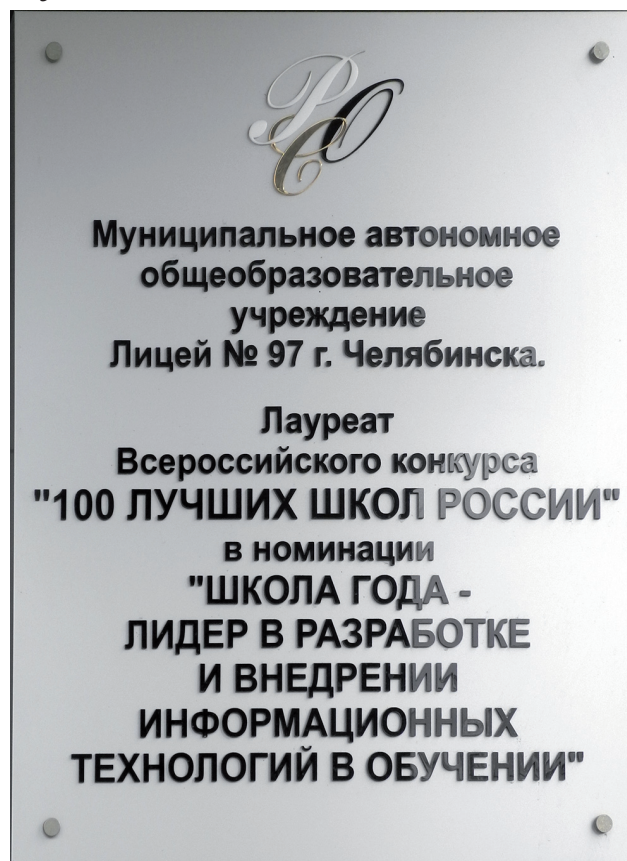 РСО
Муниципальное автономное
общеобразовательное
учреждение
Лицей № 97 г. Челябинска.
Лауреат
Всероссийского конкурса
"100 ЛУЧШИХ ШКОЛ РОССИИ"
в номинации
"ШКОЛА ГОДА -
ЛИДЕР В РАЗРАБОТКЕ
И ВНЕДРЕНИИ
ИНФОРМАЦИОННЫХ
ТЕХНОЛОГИЙ В ОБУЧЕНИИ"